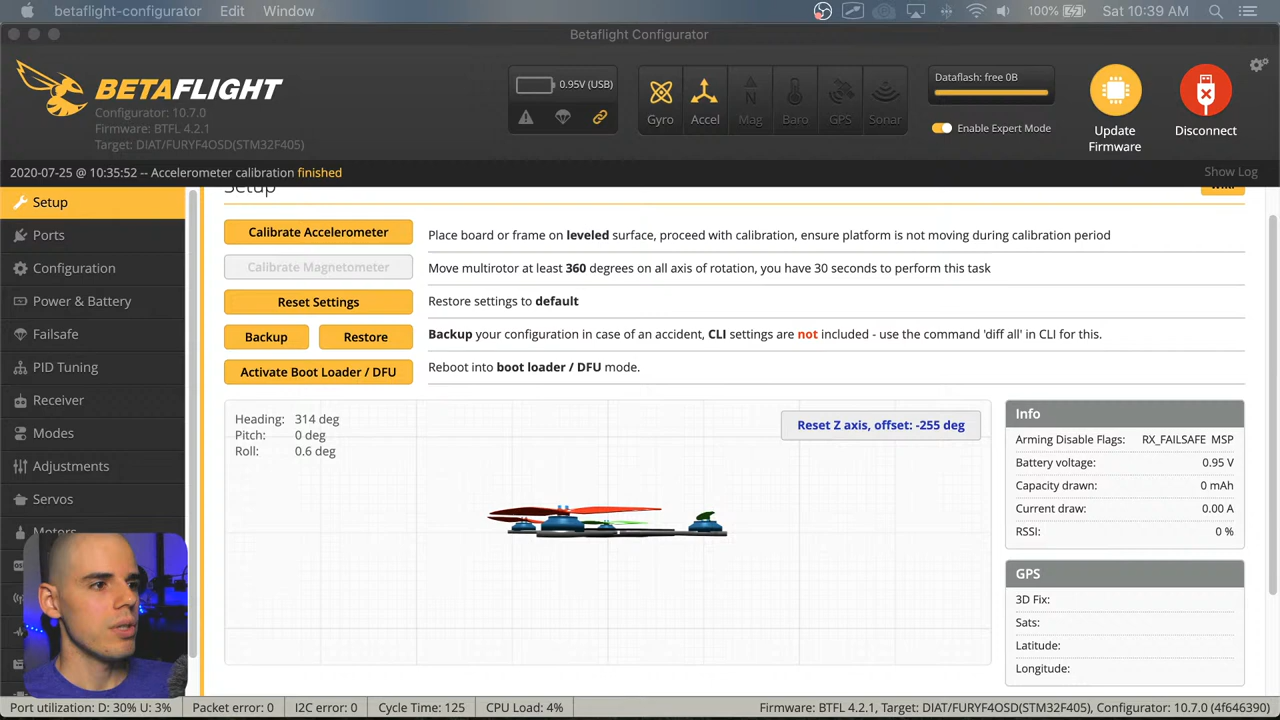 betaflight-configurator Edit Window 100% Sat 10:39 AM
Betaflight Configurator
BETAFLIGHT
Configurator: 10.7.0
Firmware: BTFL 4.2.1
Target: DIAT/FURYF4OSD(STM32F405)
0.95V (USB)
Gyro Accel Mag Baro GPS Sonar
Dataflash: free 0B
Enable Expert Mode
Update Firmware
Disconnect
2020-07-25 @ 10:35:52 -- Accelerometer calibration finished
Show Log
Setup
Ports
Configuration
Power & Battery
Failsafe
PID Tuning
Receiver
Modes
Adjustments
Servos
Motors
Setup
Calibrate Accelerometer Place board or frame on leveled surface, proceed with calibration, ensure platform is not moving during calibration period
Calibrate Magnetometer Move multirotor at least 360 degrees on all axis of rotation, you have 30 seconds to perform this task
Reset Settings Restore settings to default
Backup Restore Backup your configuration in case of an accident, CLI settings are not included - use the command 'diff all' in CLI for this.
Activate Boot Loader / DFU Reboot into boot loader / DFU mode.
Heading: 314 deg
Pitch: 0 deg
Roll: 0.6 deg
Reset Z axis, offset: -255 deg
Info
Arming Disable Flags: RX_FAILSAFE MSP
Battery voltage: 0.95 V
Capacity drawn: 0 mAh
Current draw: 0.00 A
RSSI: 0 %
GPS
3D Fix:
Sats:
Latitude:
Longitude:
Port utilization: D: 30% U: 3% Packet error: 0 I2C error: 0 Cycle Time: 125 CPU Load: 4% Firmware: BTFL 4.2.1, Target: DIAT/FURYF4OSD(STM32F405), Configurator: 10.7.0 (4f646390)